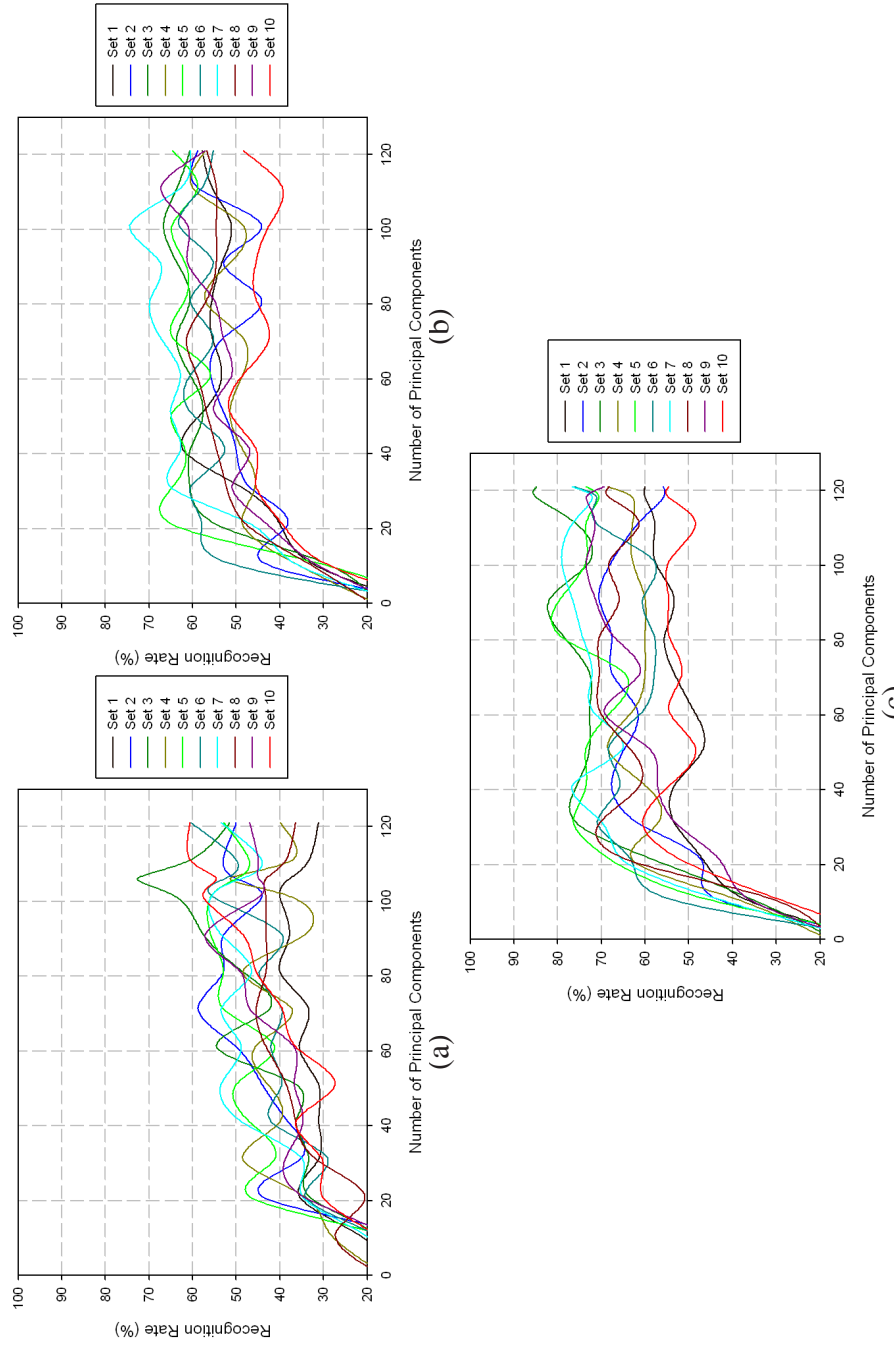 100
90
80
70
60
50
40
30
20
Recognition Rate (%)
0
20
40
60
80
100
120
Number of Principal Components
Set 1
Set 2
Set 3
Set 4
Set 5
Set 6
Set 7
Set 8
Set 9
Set 10
(a)
100
90
80
70
60
50
40
30
20
Recognition Rate (%)
0
20
40
60
80
100
120
Number of Principal Components
Set 1
Set 2
Set 3
Set 4
Set 5
Set 6
Set 7
Set 8
Set 9
Set 10
(b)
100
90
80
70
60
50
40
30
20
Recognition Rate (%)
0
20
40
60
80
100
120
Number of Principal Components
Set 1
Set 2
Set 3
Set 4
Set 5
Set 6
Set 7
Set 8
Set 9
Set 10
(c)